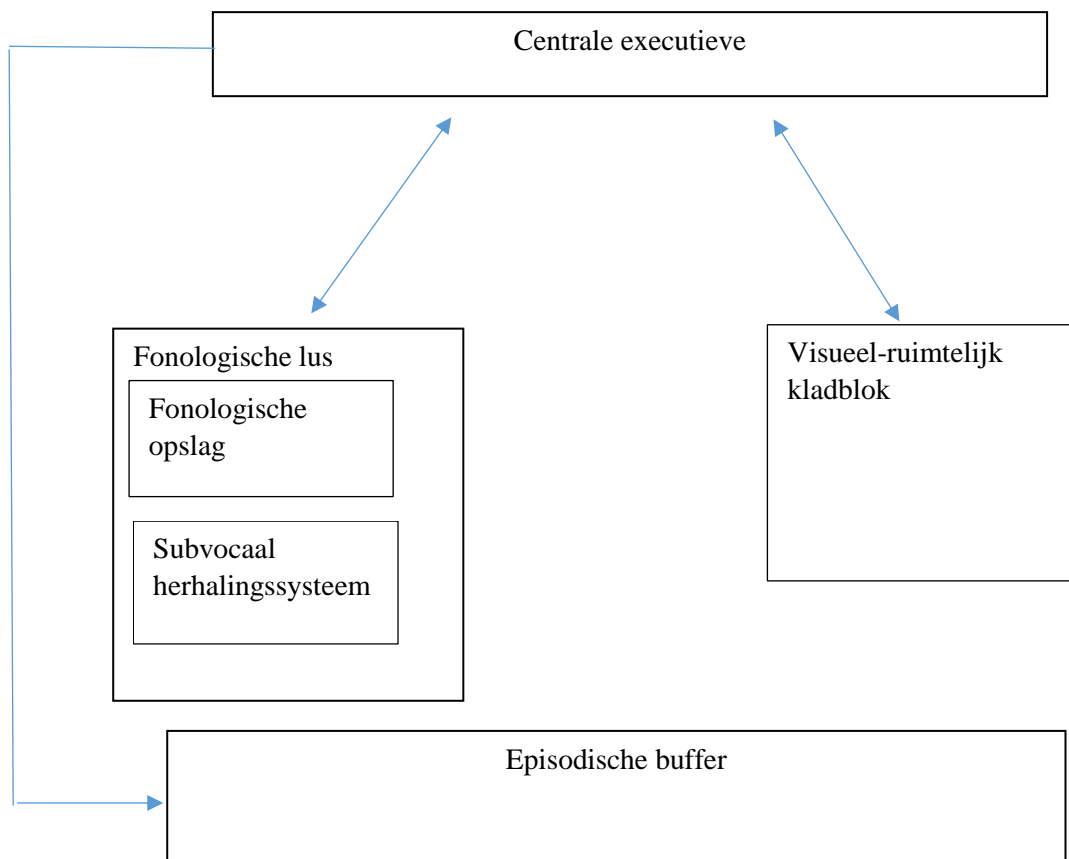 Centrale executieve
Fonologische lus
Fonologische
opslag
Subvocaal
herhalingssysteem
Visueel-ruimtelijk
kladblok
Episodische buffer